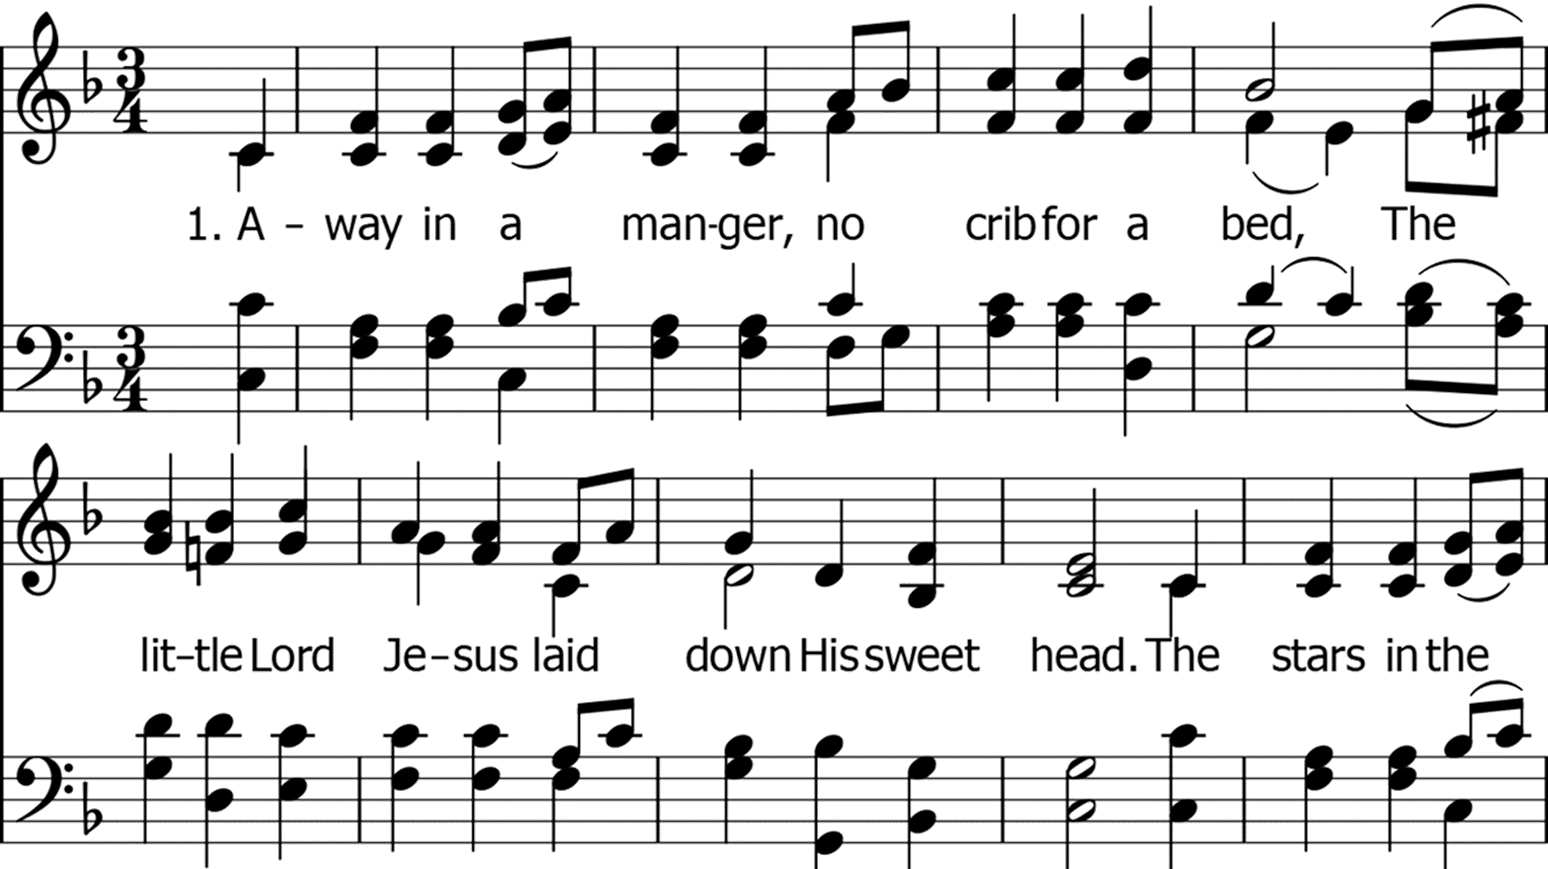 1. A - way in a man-ger, no crib for a bed, The
lit-tle Lord Je-sus laid down His sweet head. The stars in the